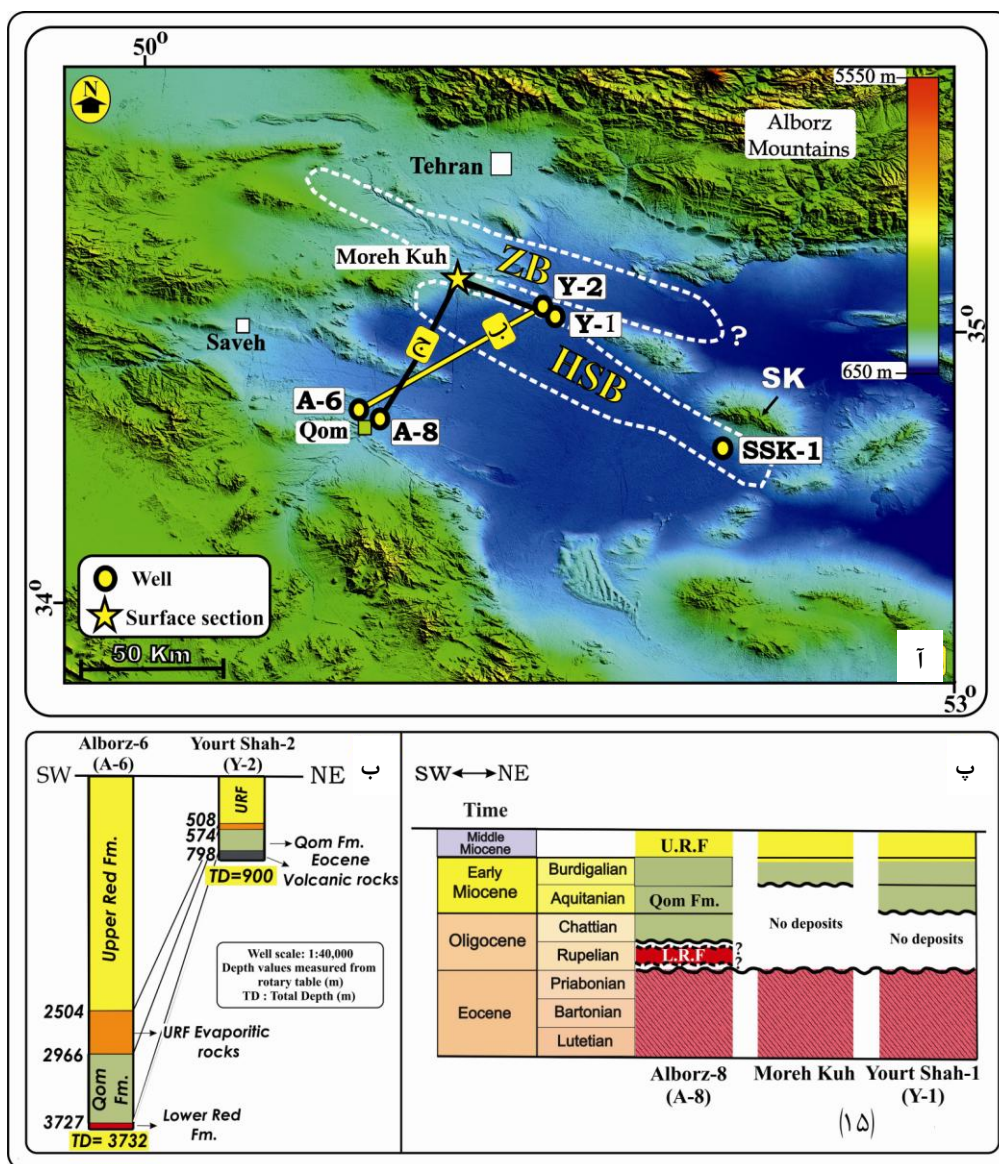 50⁰
N
5550 m
Alborz
Mountains
Tehran
Moreh Kuh
ZB
Y-2
Y-1
35⁰
?
ج
Saveh
HSB
SK
650 m
A-6
Qom
A-8
SSK-1
Well
Surface section
34⁰
50 Km
آ
53⁰
Alborz-6
(A-6)
Yourt Shah-2
(Y-2)
SW
NE
ب
URF
508
574
798
Qom Fm.
Eocene
Volcanic rocks
TD=900
Upper Red Fm.
Well scale: 1:40,000
Depth values measured from
rotary table (m)
TD : Total Depth (m)
2504
URF Evaporitic
rocks
2966
Qom
Fm.
3727
Lower Red
Fm.
TD= 3732
SW ↔ NE
پ
Time
Middle
Miocene
U.R.F
Early
Miocene
Burdigalian
Aquitanian
Qom Fm.
No deposits
No deposits
Oligocene
Chattian
Rupelian
L.R.F
?
?
Eocene
Priabonian
Bartonian
Lutetian
Alborz-8
(A-8)
Moreh Kuh
Yourt Shah-1
(Y-1)
(۱۵)